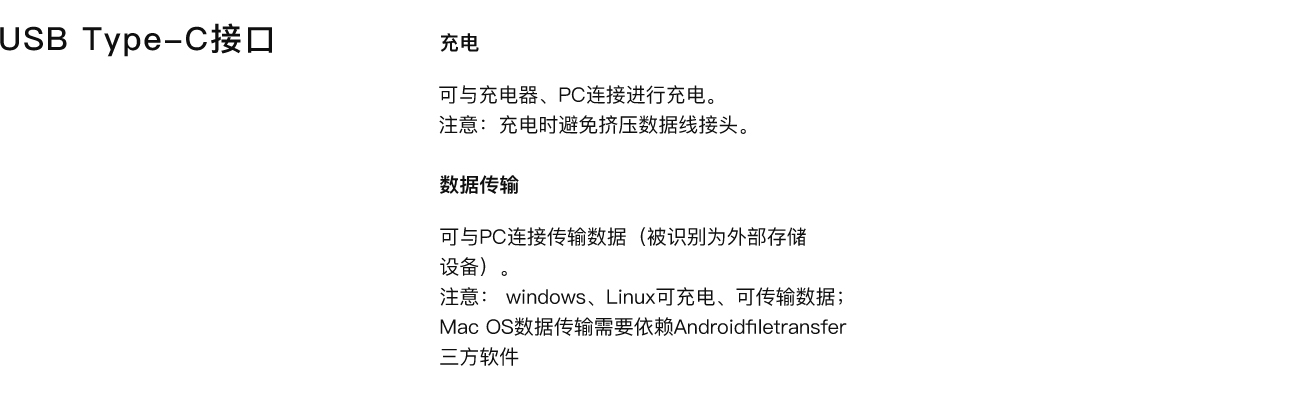 USB Type-C接口
充电
可与充电器、PC连接进行充电。
注意：充电时避免挤压数据线接头。
数据传输
可与PC连接传输数据（被识别为外部存储
设备）。
注意： windows、Linux可充电、可传输数据；
Mac OS数据传输需要依赖Androidfiletransfer
三方软件